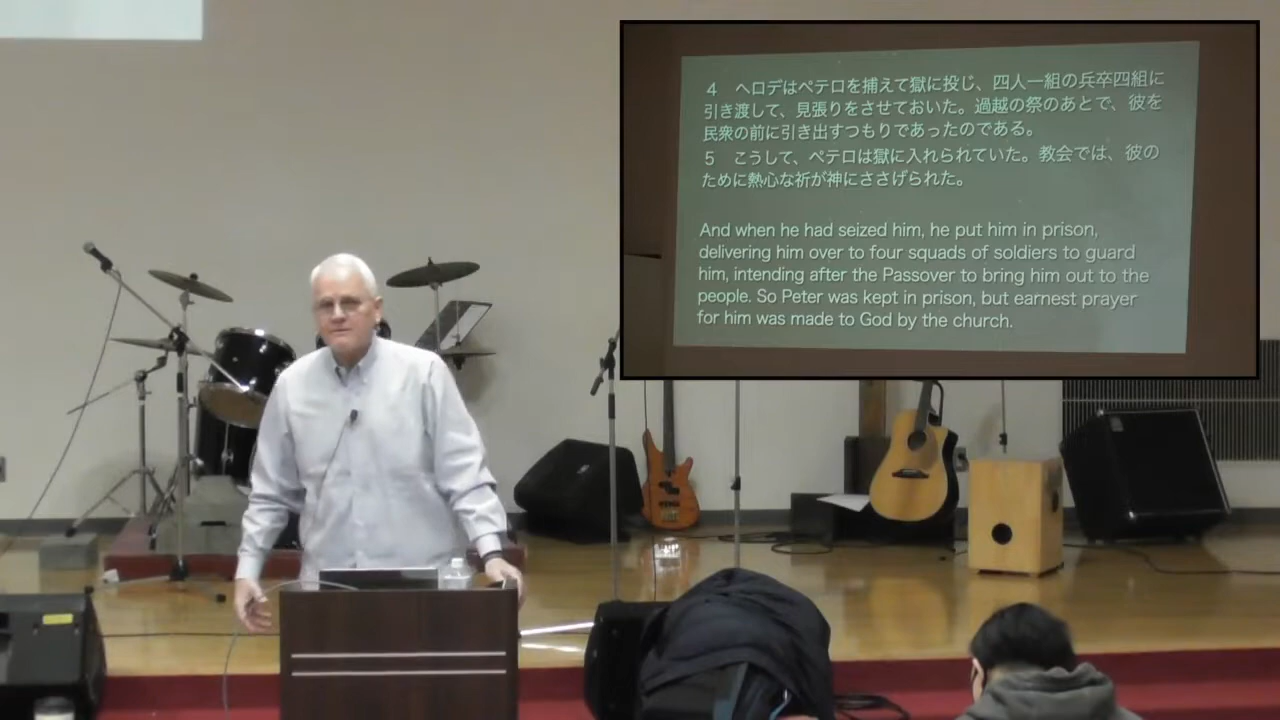 4 ヘロデはペテロを捕えて獄に投じ、四人一組の兵卒四組に
引き渡して、見張りをさせておいた。過越の祭のあとで、彼を
民衆の前に引き出すつもりであったのである。
5 こうして、ペテロは獄に入れられていた。教会では、彼の
ために熱心な祈が神にささげられた。
And when he had seized him, he put him in prison,
delivering him over to four squads of soldiers to guard
him, intending after the Passover to bring him out to the
people. So Peter was kept in prison, but earnest prayer
for him was made to God by the church.